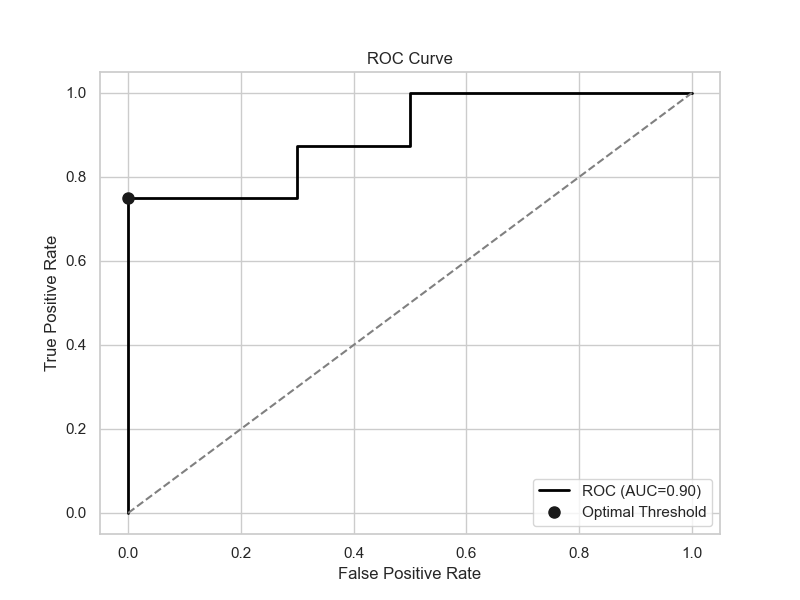 ROC Curve
True Positive Rate
1.0
0.8
0.6
0.4
0.2
0.0
ROC (AUC=0.90)
Optimal Threshold
0.0 0.2 0.4 0.6 0.8 1.0
False Positive Rate